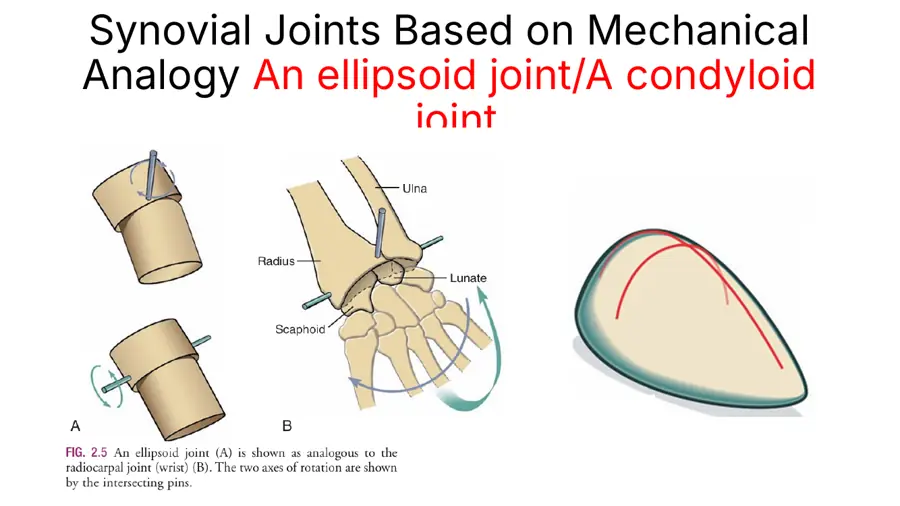 Synovial Joints Based on Mechanical
Analogy An ellipsoid joint/A condyloid
joint
Ulna
Radius
Lunate
Scaphoid
A
B
FIG. 2.5 An ellipsoid joint (A) is shown as analogous to the
radiocarpal joint (wrist) (B). The two axes of rotation are shown
by the intersecting pins.